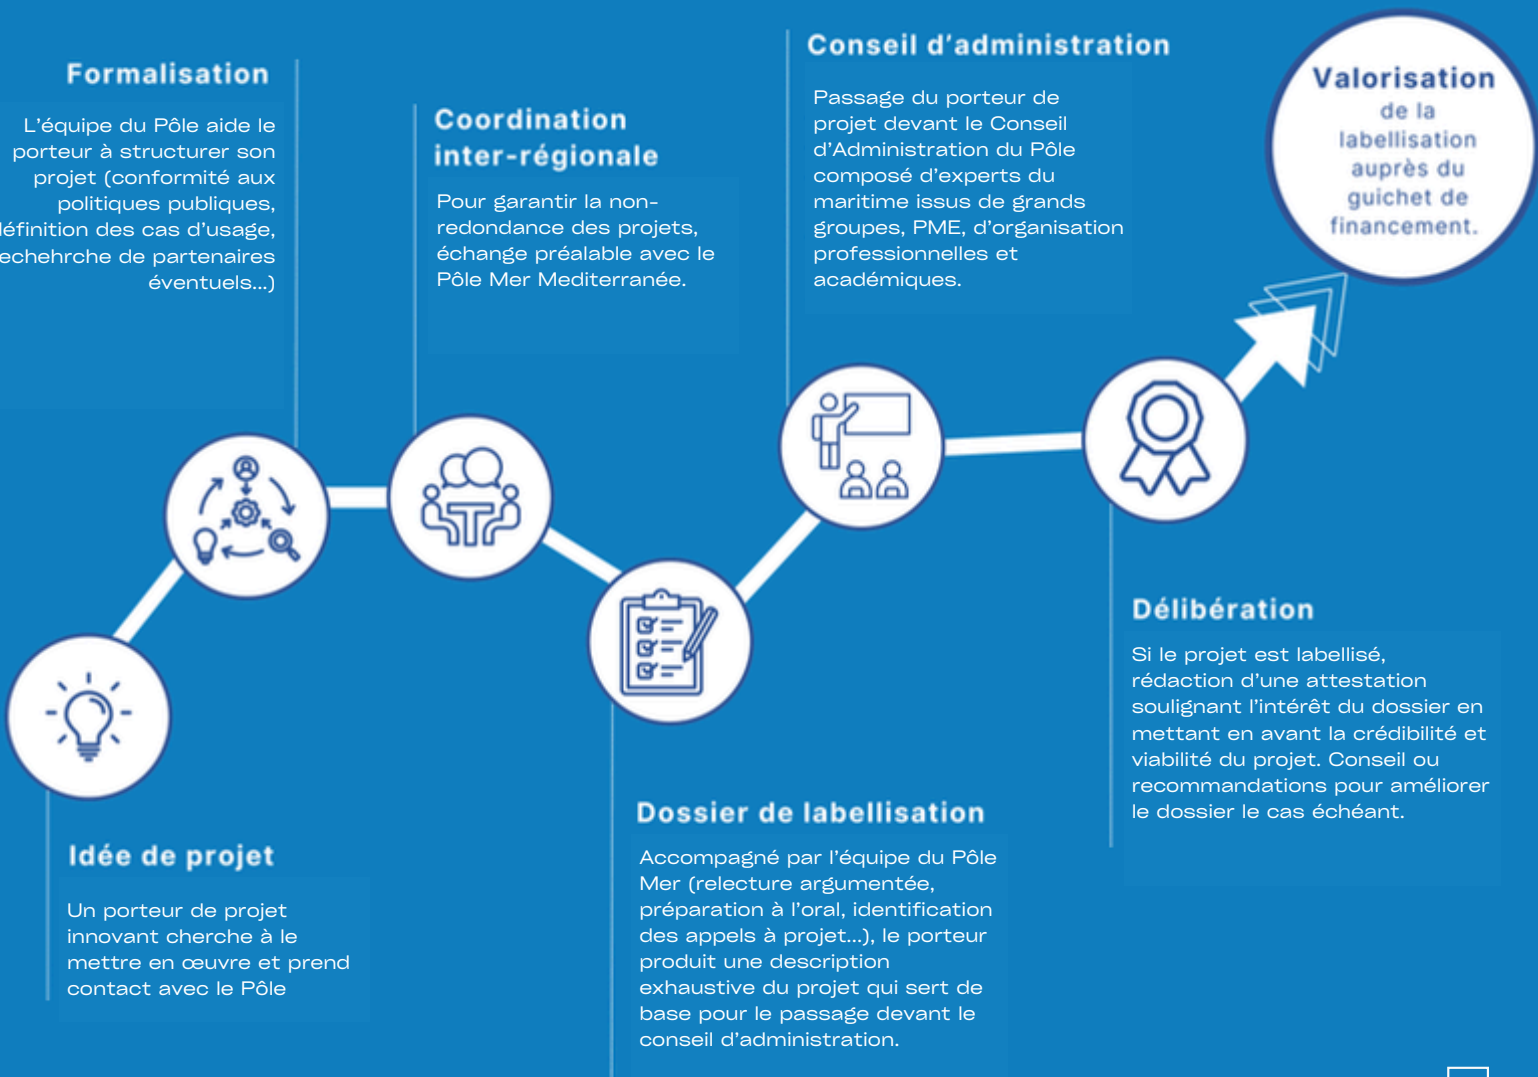 Formalisation
L'équipe du Pôle aide le
porteur à structurer son
projet (conformité aux
politiques publiques,
définition des cas d'usage,
echehrche de partenaires
éventuels...)
Coordination
inter-régionale
Pour garantir la non-
redondance des projets,
échange préalable avec le
Pôle Mer Mediterranée.
Conseil d'administration
Passage du porteur de
projet devant le Conseil
d'Administration du Pôle
composé d'experts du
maritime issus de grands
groupes, PME, d'organisation
professionnelles et
académiques.
Valorisation
de la
labellisation
auprès du
guichet de
financement.
Idée de projet
Un porteur de projet
innovant cherche à le
mettre en œuvre et prend
contact avec le Pôle
Dossier de labellisation
Accompagné par l'équipe du Pôle
Mer (relecture argumentée,
préparation à l'oral, identification
des appels à projet...), le porteur
produit une description
exhaustive du projet qui sert de
base pour le passage devant le
conseil d'administration.
Délibération
Si le projet est labellisé,
rédaction d'une attestation
soulignant l'intérêt du dossier en
mettant en avant la crédibilité et
viabilité du projet. Conseil ou
recommandations pour améliorer
le dossier le cas échéant.